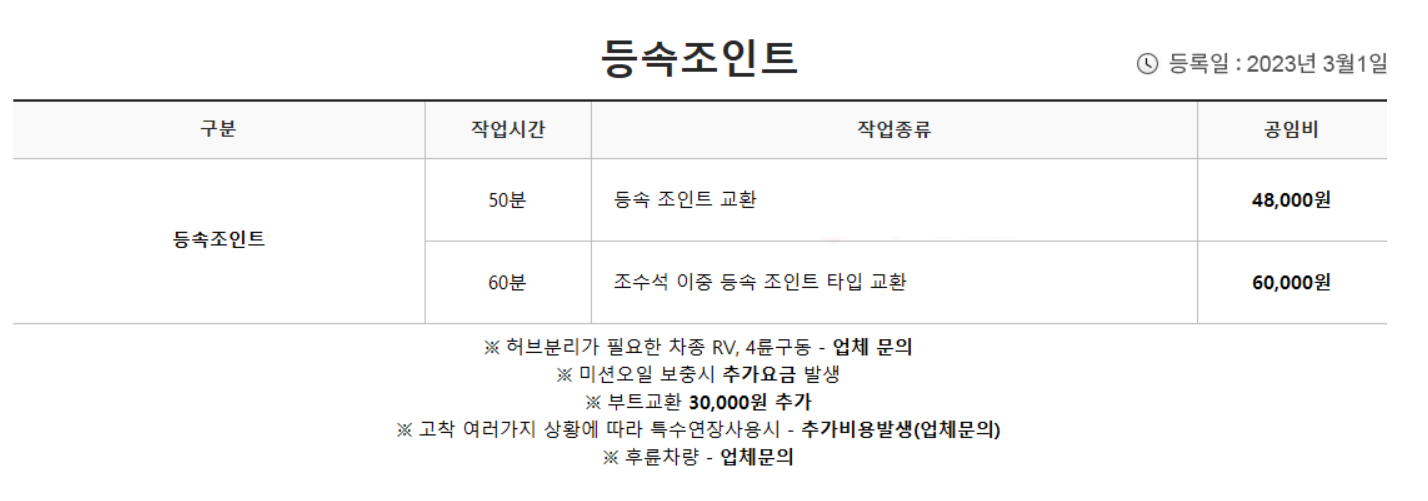 등속조인트
등록일 : 2023년 3월1일
구분 작업시간 작업종류 공임비
등속조인트
50분 등속 조인트 교환 48,000원
60분 조수석 이중 등속 조인트 타입 교환 60,000원
※ 허브분리가 필요한 차종 RV, 4륜구동 - 업체 문의
※ 미션오일 보충시 추가요금 발생
※ 부트교환 30,000원 추가
※ 고착 여러가지 상황에 따라 특수연장사용시 - 추가비용발생(업체문의)
※ 후륜차량 - 업체문의